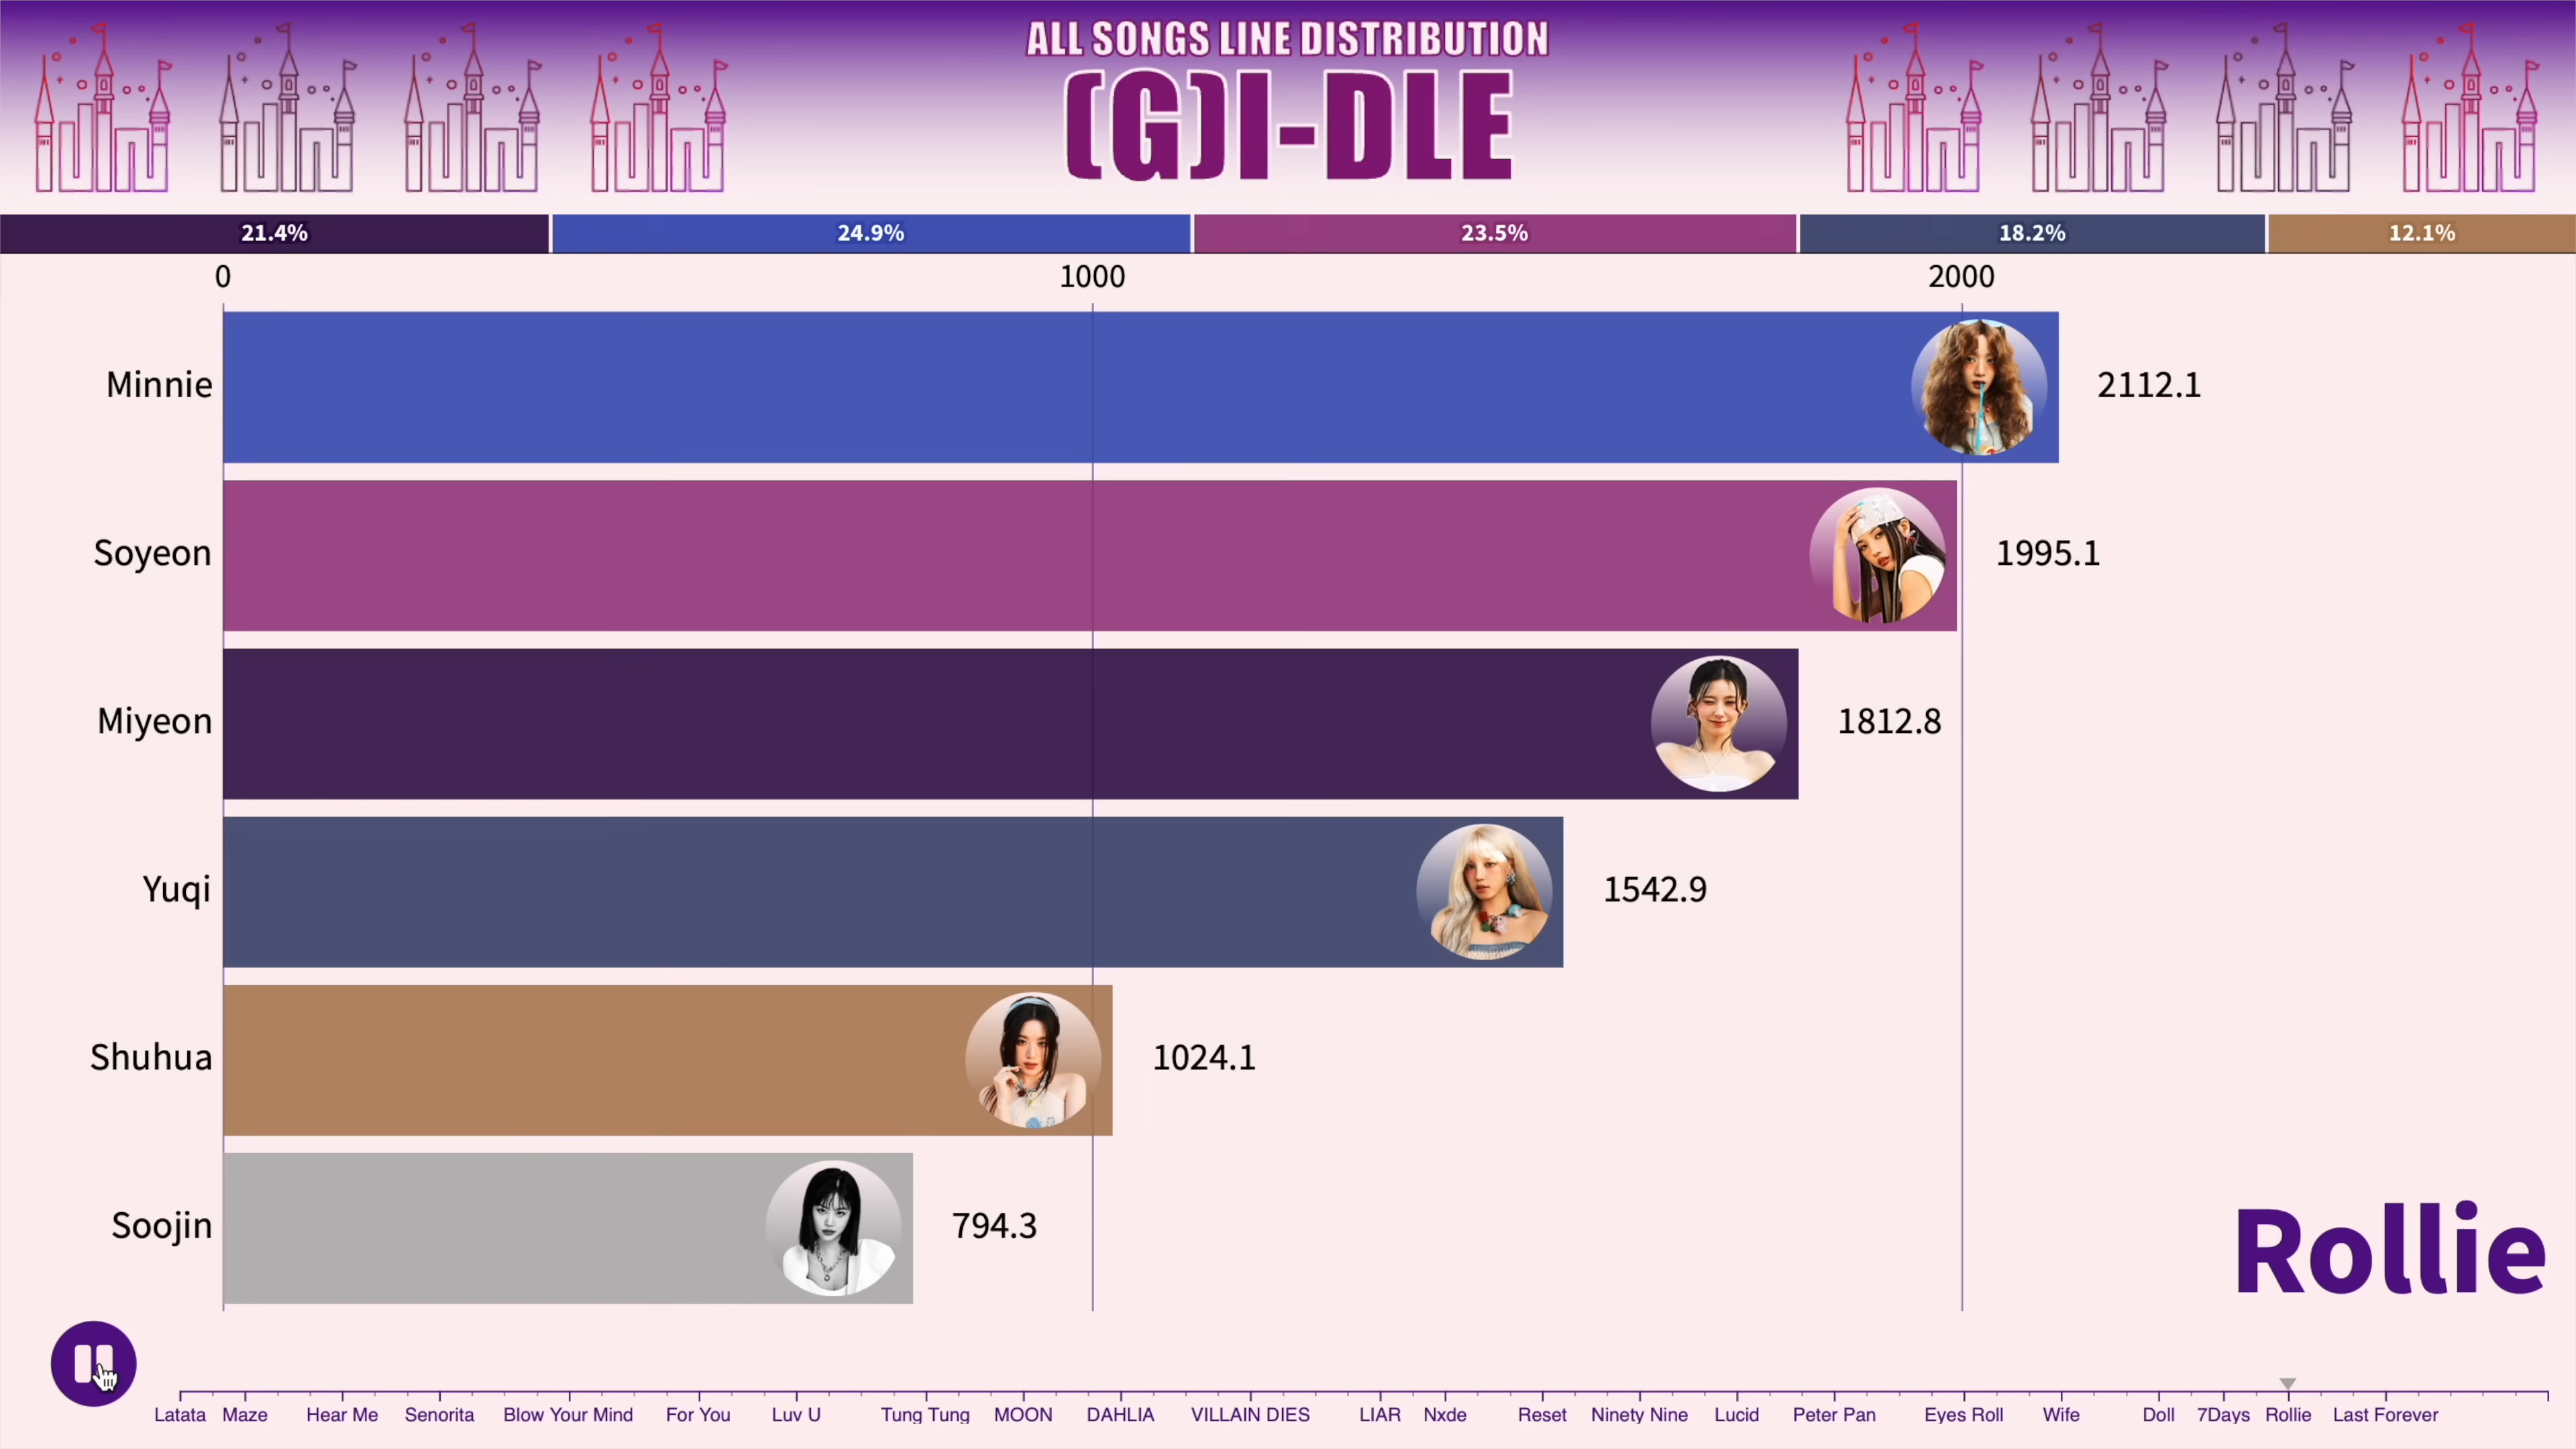 ALL SONGS LINE DISTRIBUTION
(G)I-DLE
21.4% 24.9% 23.5% 18.2% 12.1%
0 1000 2000
Minnie 2112.1
Soyeon 1995.1
Miyeon 1812.8
Yuqi 1542.9
Shuhua 1024.1
Soojin 794.3
Rollie
Latata Maze Hear Me Senorita Blow Your Mind For You Luv U Tung Tung MOON DAHLIA VILLAIN DIES LIAR Nxde Reset Ninety Nine Lucid Peter Pan Eyes Roll Wife Doll 7Days Rollie Last Forever